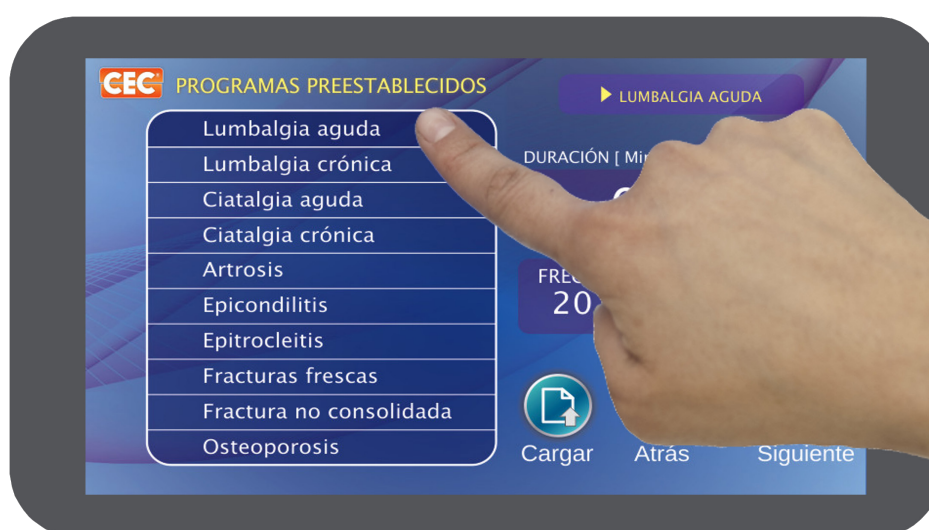 CEC
PROGRAMAS PREESTABLECIDOS
Lumbalgia aguda
Lumbalgia crónica
Ciatalgia aguda
Ciatalgia crónica
Artrosis
Epicondilitis
Epitrocleitis
Fracturas frescas
Fractura no consolidada
Osteoporosis
LUMBALGIA AGUDA
DURACIÓN [
20
Cargar
Atrás
Siguiente